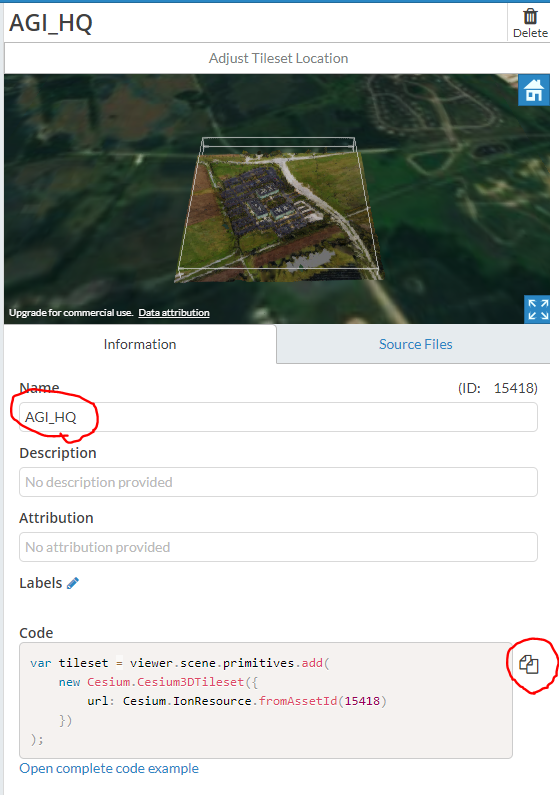 AGI_HQ
Delete
Adjust Tileset Location
Upgrade for commercial use. Data attribution
Information
Source Files
Name (ID: 15418)
AGI_HQ
Description
No description provided
Attribution
No attribution provided
Labels
Code
var tileset = viewer.scene.primitives.add(
    new Cesium.Cesium3DTileset({
        url: Cesium.IonResource.fromAssetId(15418)
    })
);
Open complete code example